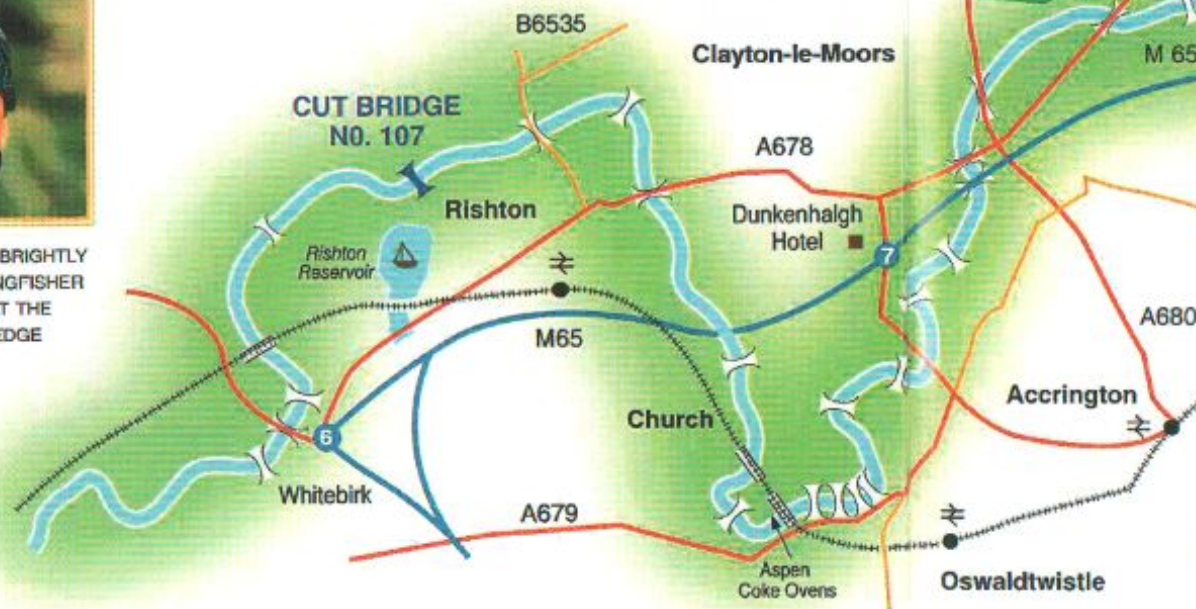 B6535
Clayton-le-Moors
M 65
CUT BRIDGE
N0. 107
A678
Rishton
Dunkenhalgh
Hotel
BRIGHTLY
NGFISHER
T THE
EDGE
Rishton
Reservoir
7
M65
A680
Accrington
Church
6
Whitebirk
A679
Aspen
Coke Ovens
Oswaldtwistle